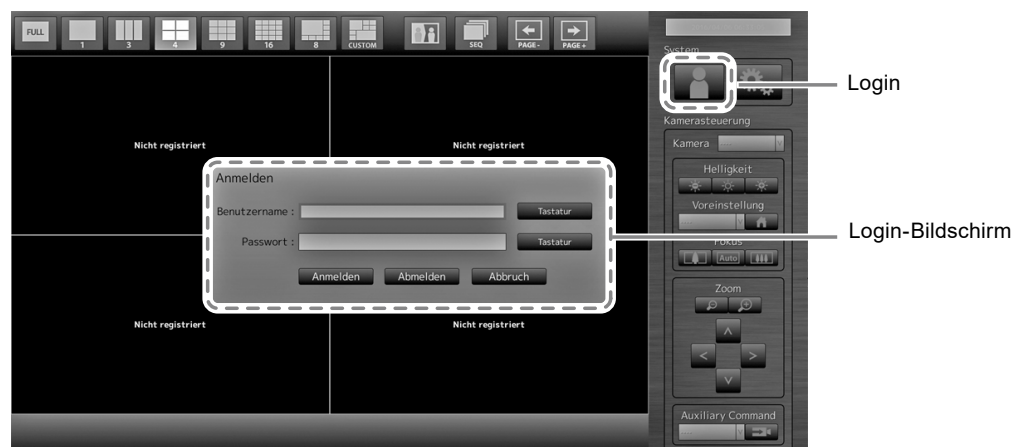 FULL 1 3 4 9 16 8 CUSTOM SEQ PAGE- PAGE+
System
Login
Kamerasteuerung
Kamera
Nicht registriert Nicht registriert
Helligkeit
Anmelden
Voreinstellung
Benutzername : Tastatur
Login-Bildschirm
Passwort : Tastatur
Fokus
Auto
Anmelden Abmelden Abbruch
Zoom
Nicht registriert Nicht registriert
Auxiliary Command